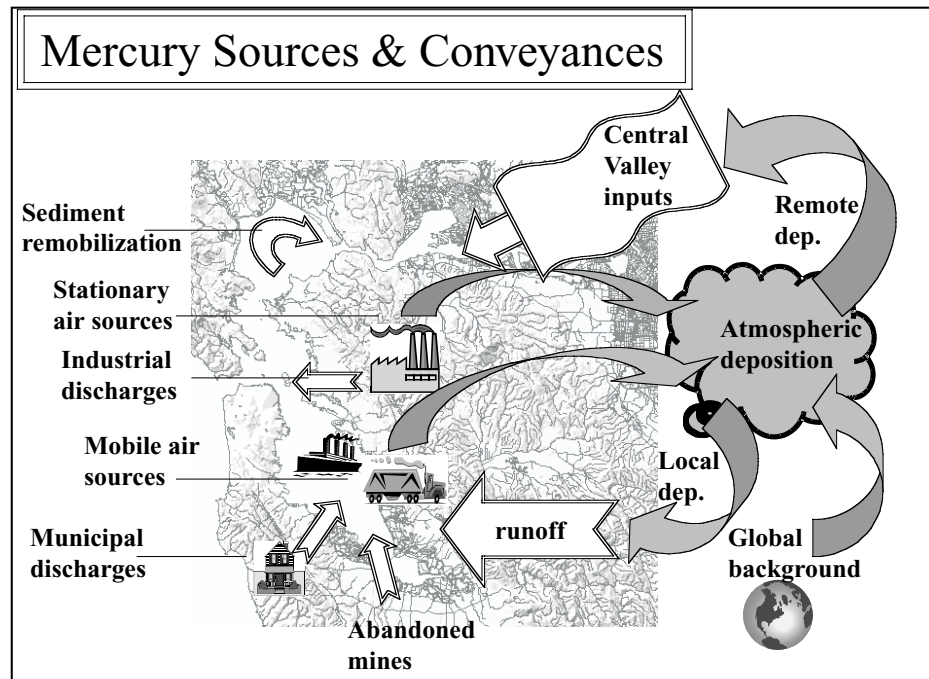 Mercury Sources & Conveyances
Central
Valley
inputs
Remote
dep.
Sediment
remobilization
Stationary
air sources
Atmospheric
deposition
Industrial
discharges
Mobile air
sources
Local
dep.
runoff
Municipal
discharges
Global
background
Abandoned
mines